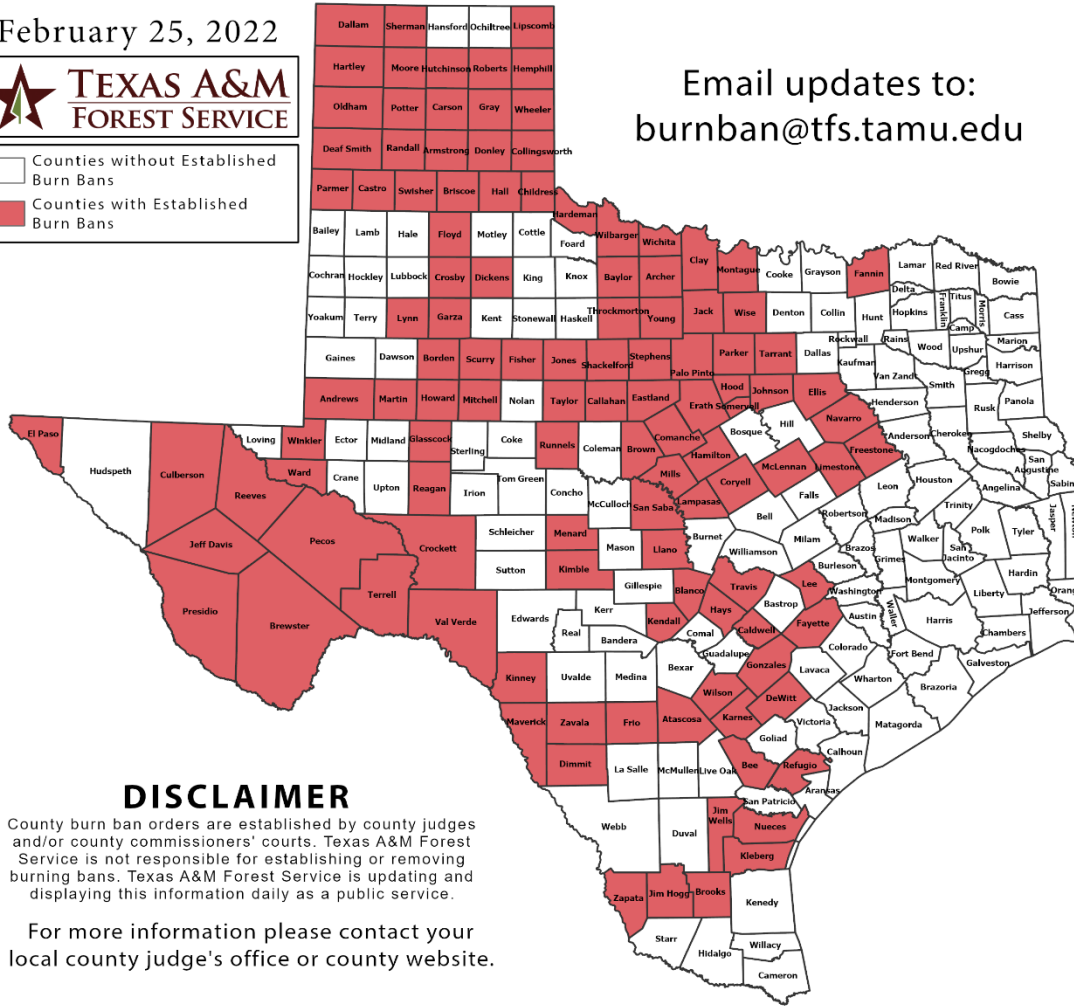 February 25, 2022
TEXAS A&M
FOREST SERVICE
Counties without Established
Burn Bans
Counties with Established
Burn Bans
Email updates to:
burnban@tfs.tamu.edu
Dallam Sherman Hansford Ochiltree Lipscomb
Hartley Moore Hutchinson Roberts Hemphill
Oldham Potter Carson Gray Wheeler
Deaf Smith Randall Armstrong Donley Collingsworth
Parmer Castro Swisher Briscoe Hall Childress
Hardeman
Bailey Lamb Hale Floyd Motley Cottle Foard Wilbarger Wichita
Clay Montague Cooke Grayson Fannin Lamar Red River Bowie
Cochran Hockley Lubbock Crosby Dickens King Knox Baylor Archer
Delta Franklin Titus Morris Cass
Yoakum Terry Lynn Garza Kent Stonewall Haskell Throckmorton Young Jack Wise Denton Collin Hunt Hopkins
Camp
Rockwall Rains Wood Upshur Marion
Gaines Dawson Borden Scurry Fisher Jones Shackelford Stephens Palo Pinto Parker Tarrant Dallas Kaufman Van Zandt Gregg Harrison
Andrews Martin Howard Mitchell Nolan Taylor Callahan Eastland Erath Hood Somervell Johnson Ellis Henderson Smith Rusk Panola
El Paso Hudspeth Culberson Loving Winkler Ector Midland Glasscock Sterling Coke Runnels Coleman Brown Comanche Bosque Hill Navarro Anderson Cherokee Nacogdoches Shelby
San
Augustine
Reeves Ward Crane Upton Reagan Irion Tom Green Concho McCulloch San Saba Mills Hamilton Coryell McLennan Limestone Freestone Leon Houston Angelina Sabin
Lampasas Falls Trinity Jasper
Jeff Davis Pecos Crockett Schleicher Menard Mason Llano Burnet Bell Robertson Madison Walker Polk Tyler
San
Jacinto
Sutton Kimble Williamson Milam Brazos Grimes
Burleson
Presidio Brewster Terrell Val Verde Edwards Gillespie Blanco Travis Lee Washington Montgomery Liberty Hardin Orang
Kerr Hays Bastrop Fayette Austin Waller Harris Jefferson
Real Bandera Kendall Comal Caldwell Chambers
Kinney Uvalde Medina Bexar Guadalupe Gonzales Lavaca Colorado Fort Bend Galveston
Wilson DeWitt Wharton Brazoria
Maverick Zavala Frio Atascosa Karnes Victoria Jackson Matagorda
Goliad
Dimmit La Salle McMullen Live Oak Bee Refugio Calhoun
Aransas
San Patricio
Webb Duval Jim
Wells Nueces
Kleberg
Zapata Jim Hogg Brooks Kenedy
Starr Hidalgo Willacy
Cameron
DISCLAIMER
County burn ban orders are established by county judges
and/or county commissioners' courts. Texas A&M Forest
Service is not responsible for establishing or removing
burning bans. Texas A&M Forest Service is updating and
displaying this information daily as a public service.
For more information please contact your
local county judge's office or county website.